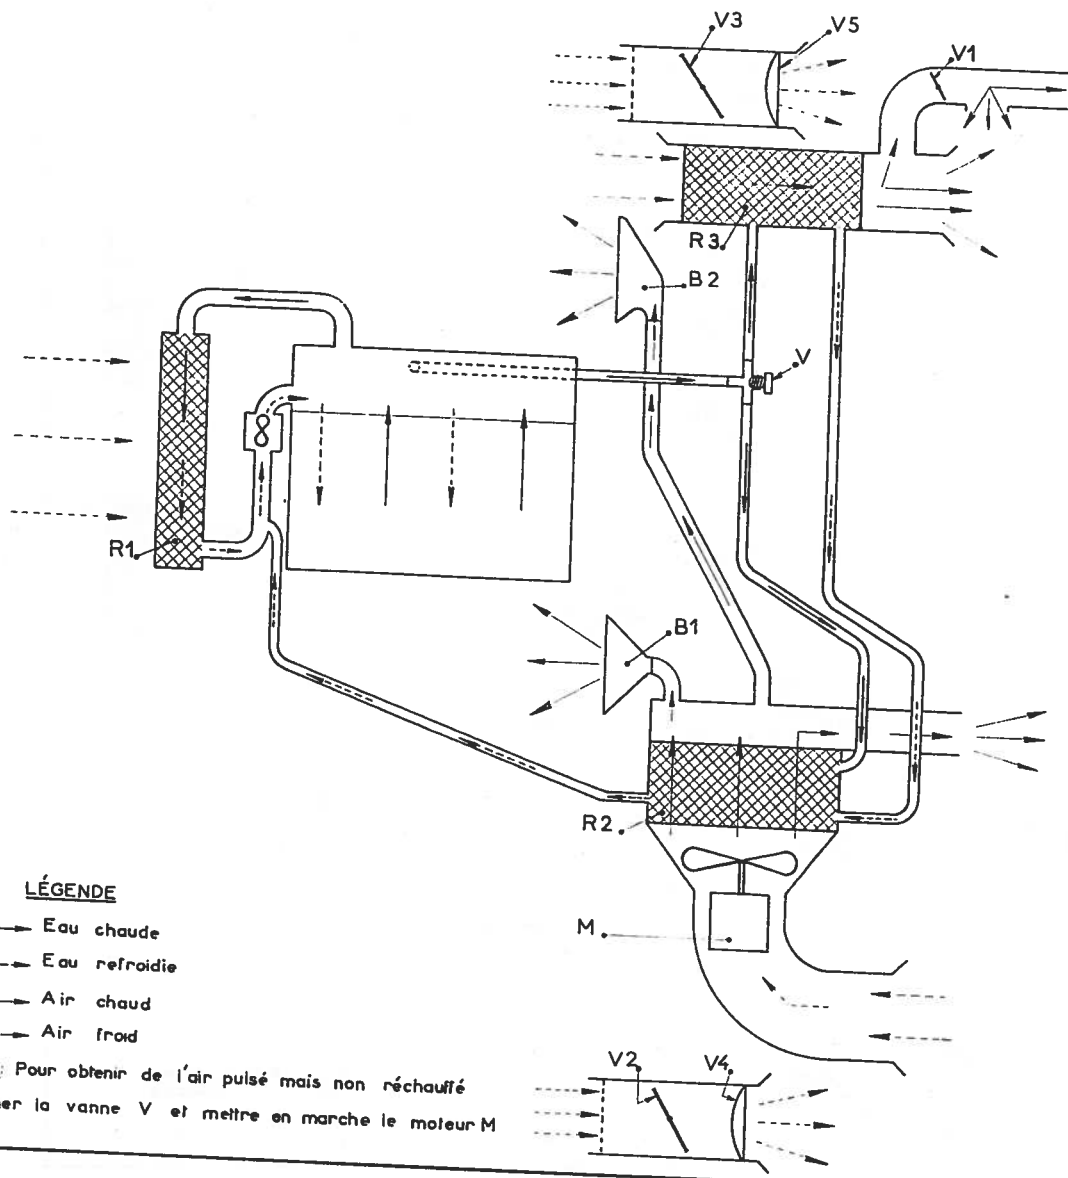 V3
V5
V1
R3
B2
V
R1
B1
R2
M
V2
V4
LÉGENDE
Eau chaude
Eau refroidie
Air chaud
Air froid
Pour obtenir de l'air pulsé mais non réchauffé
la vanne V et mettre en marche le moteur M